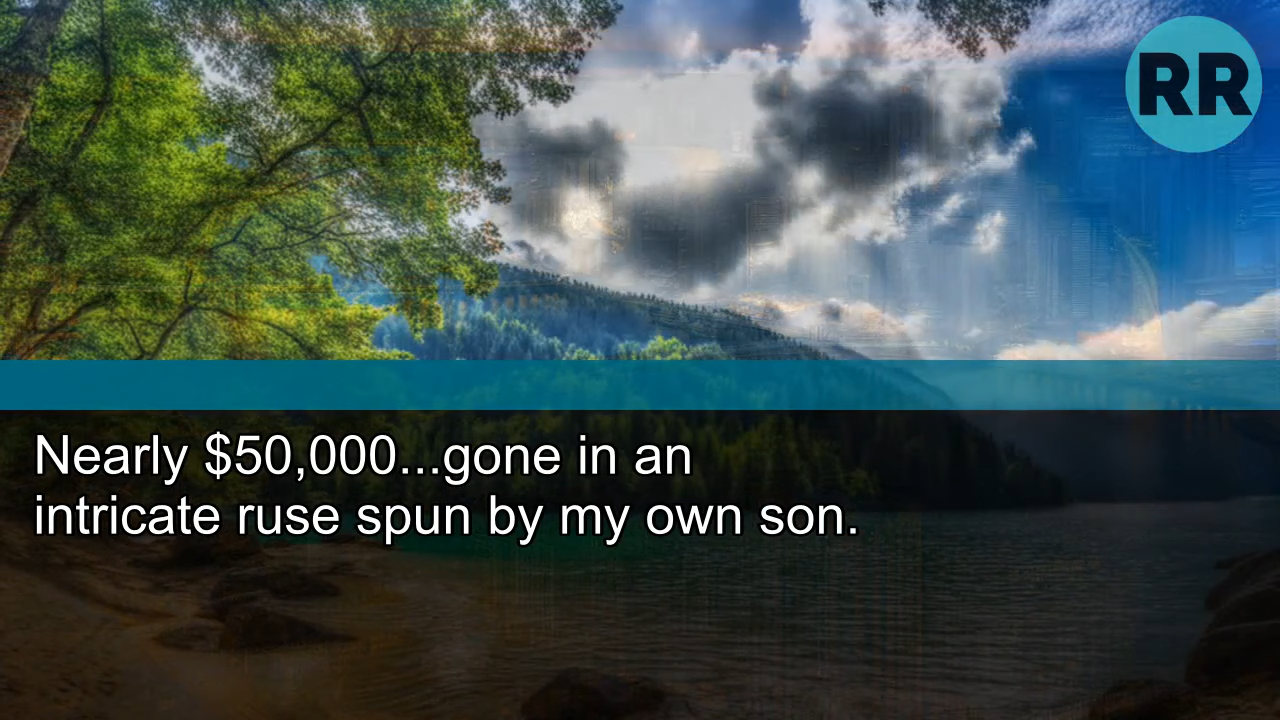 RR
Nearly $50,000...gone in an
intricate ruse spun by my own son.